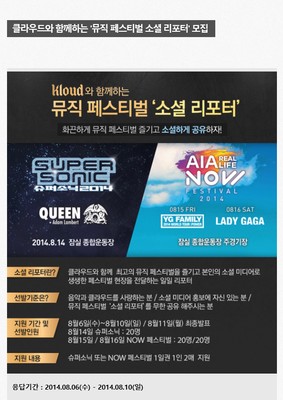 클라우드와 함께하는 '뮤직 페스티벌 소셜 리포터' 모집
Kloud 와 함께하는
뮤직 페스티벌 '소셜 리포터'
화끈하게 뮤직 페스티벌 즐기고 소셜하게 공유하자!
SUPER
SONIC
슈퍼소닉2014
QUEEN
+ Adam Lambert
2014.8.14 잠실 종합운동장
AIA REAL LIFE
NOW
FESTIVAL
2014
0815 FRI
YG FAMILY
0816 SAT
LADY GAGA
잠실 종합운동장 주경기장
소셜 리포터란?
클라우드와 함께 최고의 뮤직 페스티벌을 즐기고 본인의 소셜 미디어로
생생한 페스티벌 현장을 전달하는 일일 리포터
선발기준은?
음악과 클라우드를 사랑하는 분 / 소셜 미디어 홍보에 자신 있는 분 /
뮤직 페스티벌 '소셜 리포터'를 무한 공유 해주시는 분
지원 기간 및
선발인원
8월6일(수)~8월10일(일) / 8월11일(월) 최종발표
8월14일 슈퍼소닉 : 20명
8월15일 / 8월16일 NOW 페스티벌 : 20명/20명
지원 내용
슈퍼소닉 또는 NOW 페스티벌 1일권 1인 2매 지원
응답기간 : 2014.08.06(수) - 2014.08.10(일)